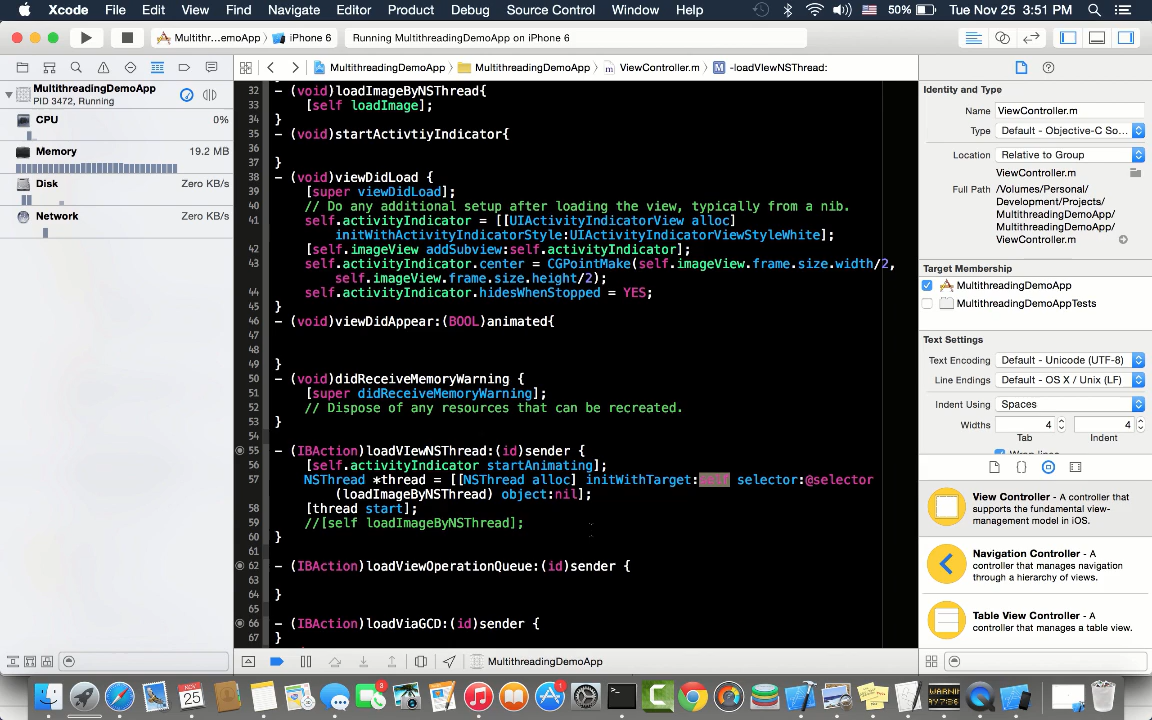 Xcode File Edit View Find Navigate Editor Product Debug Source Control Window Help 50% Tue Nov 25 3:51 PM
Multithr...emoApp iPhone 6 Running MultithreadingDemoApp on iPhone 6
MultithreadingDemoApp MultithreadingDemoApp ViewController.m -loadVIewNSThread:
MultithreadingDemoApp
PID 3472, Running
CPU 0%
Memory 19.2 MB
Disk Zero KB/s
Network Zero KB/s
32 - (void)loadImageByNSThread{
33 [self loadImage];
34 }
35 - (void)startActivtiyIndicator{
36
37 }
38 - (void)viewDidLoad {
39 [super viewDidLoad];
40 // Do any additional setup after loading the view, typically from a nib.
41 self.activityIndicator = [[UIActivityIndicatorView alloc]
initWithActivityIndicatorStyle:UIActivityIndicatorViewStyleWhite];
42 [self.imageView addSubview:self.activityIndicator];
43 self.activityIndicator.center = CGPointMake(self.imageView.frame.size.width/2,
self.imageView.frame.size.height/2);
44 self.activityIndicator.hidesWhenStopped = YES;
45 }
46 - (void)viewDidAppear:(BOOL)animated{
47
48
49 }
50 - (void)didReceiveMemoryWarning {
51 [super didReceiveMemoryWarning];
52 // Dispose of any resources that can be recreated.
53 }
54
55 - (IBAction)loadVIewNSThread:(id)sender {
56 [self.activityIndicator startAnimating];
57 NSThread *thread = [[NSThread alloc] initWithTarget:self selector:@selector
(loadImageByNSThread) object:nil];
58 [thread start];
59 //[self loadImageByNSThread];
60 }
61
62 - (IBAction)loadViewOperationQueue:(id)sender {
63
64 }
65
66 - (IBAction)loadViaGCD:(id)sender {
67 }
MultithreadingDemoApp
Identity and Type
Name ViewController.m
Type Default - Objective-C So...
Location Relative to Group
ViewController.m
Full Path /Volumes/Personal/
Development/Projects/
MultithreadingDemoApp/
MultithreadingDemoApp/
ViewController.m
Target Membership
MultithreadingDemoApp
MultithreadingDemoAppTests
Text Settings
Text Encoding Default - Unicode (UTF-8)
Line Endings Default - OS X / Unix (LF)
Indent Using Spaces
Widths 4 4
Tab Indent
Wrap lines
View Controller - A controller that
supports the fundamental view-
management model in iOS.
Navigation Controller - A
controller that manages navigation
through a hierarchy of views.
Table View Controller - A
controller that manages a table view.